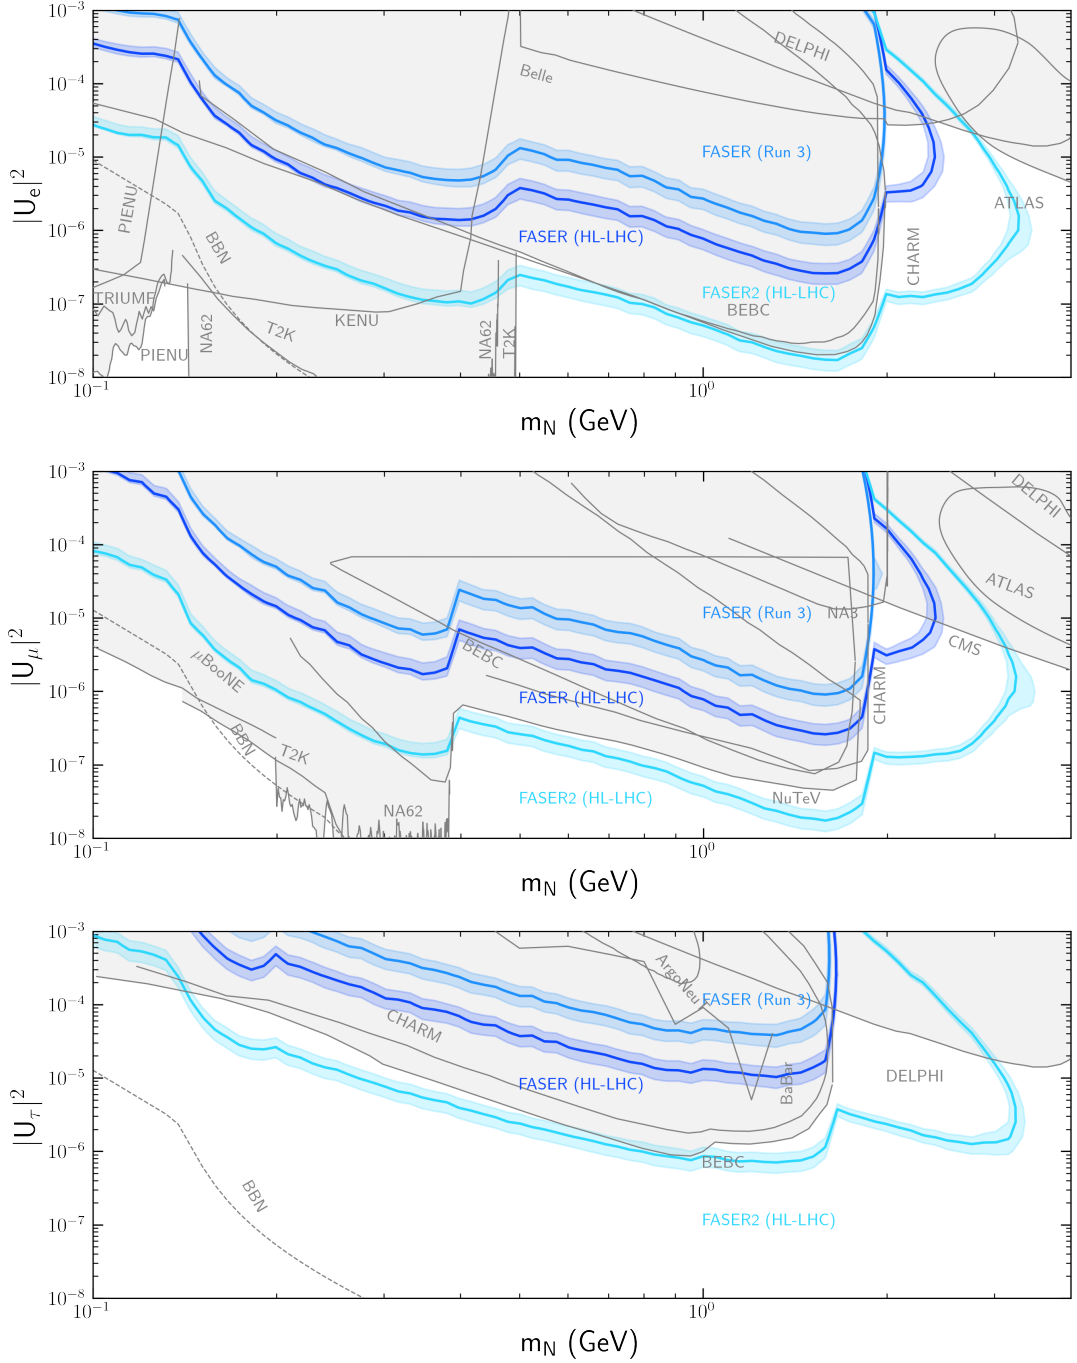 10⁻³
DELPHI
Belle
10⁻⁴
FASER (Run 3)
10⁻⁵
|Uₑ|²
PIENU
ATLAS
10⁻⁶
BBN
FASER (HL-LHC)
CHARM
10⁻⁷
TRIUMF
FASER2 (HL-LHC)
BEBC
KENU
NA62
T2K
NA62
T2K
PIENU
10⁻⁸
10⁻¹
10⁰
m_N (GeV)
10⁻³
DELPHI
10⁻⁴
ATLAS
10⁻⁵
FASER (Run 3)
NA3
CMS
|U_μ|²
BEBC
μBooNE
10⁻⁶
FASER (HL-LHC)
CHARM
BBN
T2K
10⁻⁷
FASER2 (HL-LHC)
NuTeV
NA62
10⁻⁸
10⁻¹
10⁰
m_N (GeV)
10⁻³
ArgoNeu
10⁻⁴
FASER (Run 3)
CHARM
10⁻⁵
FASER (HL-LHC)
BaBar
DELPHI
|U_τ|²
10⁻⁶
BEBC
BBN
10⁻⁷
FASER2 (HL-LHC)
10⁻⁸
10⁻¹
10⁰
m_N (GeV)